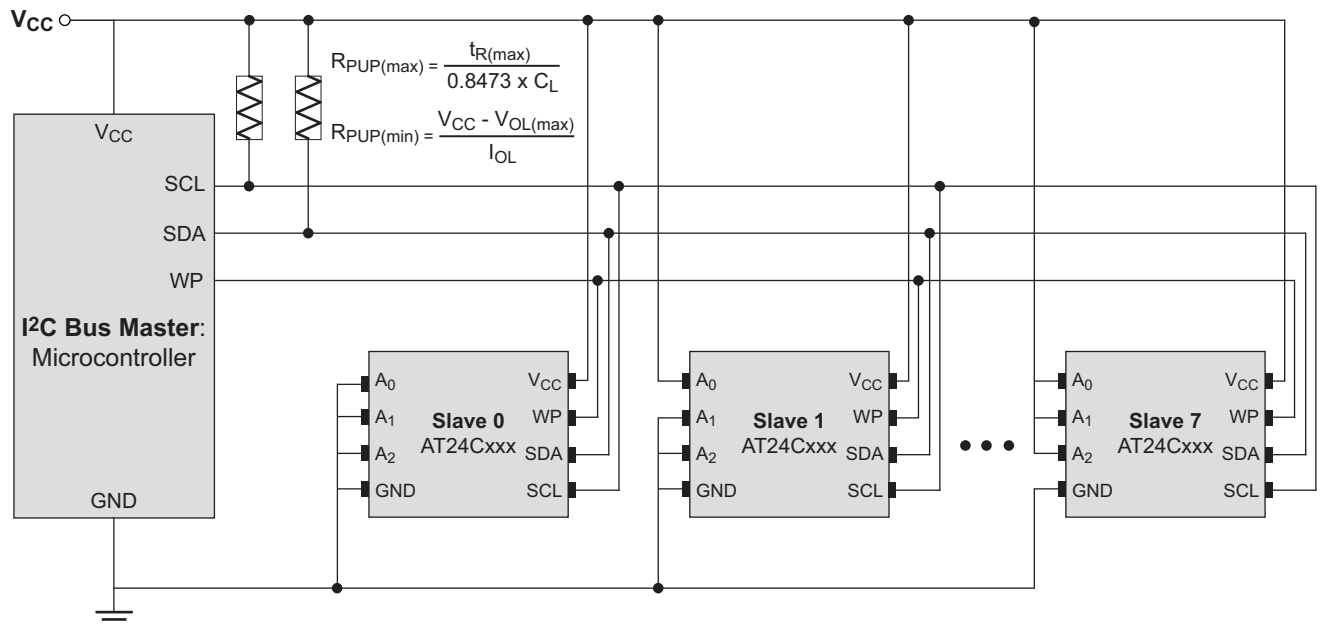 VCC
RPUP(max) = tR(max) / 0.8473 x CL
RPUP(min) = VCC - VOL(max) / IOL
VCC
SCL
SDA
WP
I2C Bus Master:
Microcontroller
GND
A0
A1
A2
GND
Slave 0
AT24Cxxx
VCC
WP
SDA
SCL
A0
A1
A2
GND
Slave 1
AT24Cxxx
VCC
WP
SDA
SCL
A0
A1
A2
GND
Slave 7
AT24Cxxx
VCC
WP
SDA
SCL